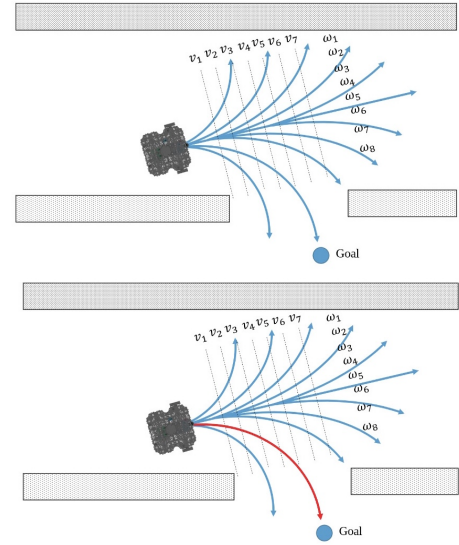 v₁ v₂ v₃ v₄ v₅ v₆ v₇ ω₁
ω₂
ω₃
ω₄
ω₅
ω₆
ω₇
ω₈
Goal
v₁ v₂ v₃ v₄ v₅ v₆ v₇ ω₁
ω₂
ω₃
ω₄
ω₅
ω₆
ω₇
ω₈
Goal